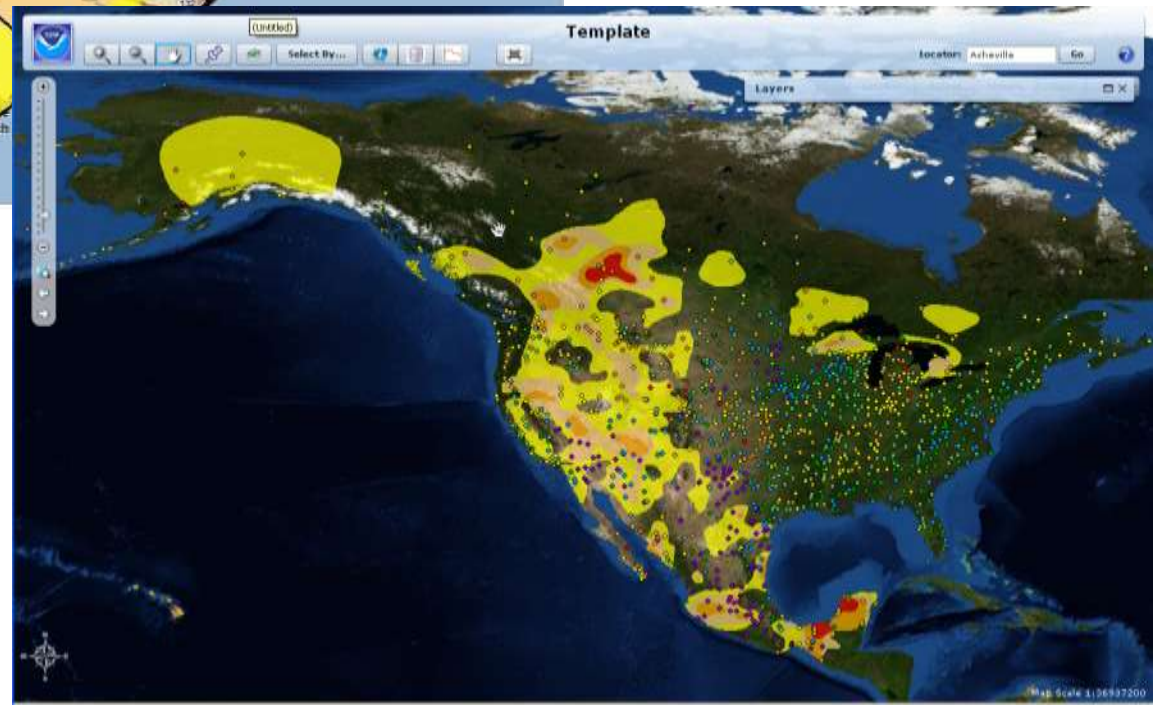 (Untitled)
Template
Select By...
Locator: Asheville Go
Layers
Map Scale 1:36937200